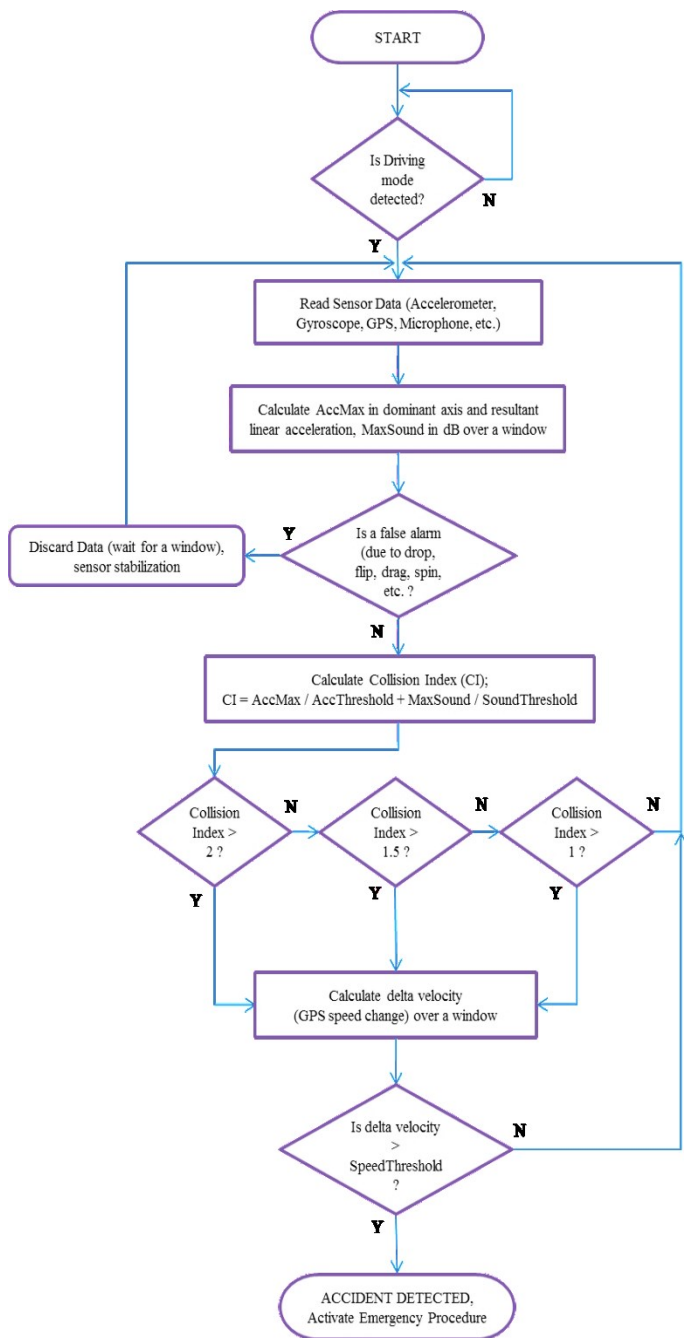 START
Is Driving
mode
detected?
N
Y
Read Sensor Data (Accelerometer,
Gyroscope, GPS, Microphone, etc.)
Calculate AccMax in dominant axis and resultant
linear acceleration, MaxSound in dB over a window
Is a false alarm
(due to drop,
flip, drag, spin,
etc. ?
Y
Discard Data (wait for a window),
sensor stabilization
N
Calculate Collision Index (CI);
CI = AccMax / AccThreshold + MaxSound / SoundThreshold
Collision
Index >
2 ?
N
Y
Collision
Index >
1.5 ?
N
Y
Collision
Index >
1 ?
N
Y
Calculate delta velocity
(GPS speed change) over a window
Is delta velocity
>
SpeedThreshold
?
N
Y
ACCIDENT DETECTED,
Activate Emergency Procedure